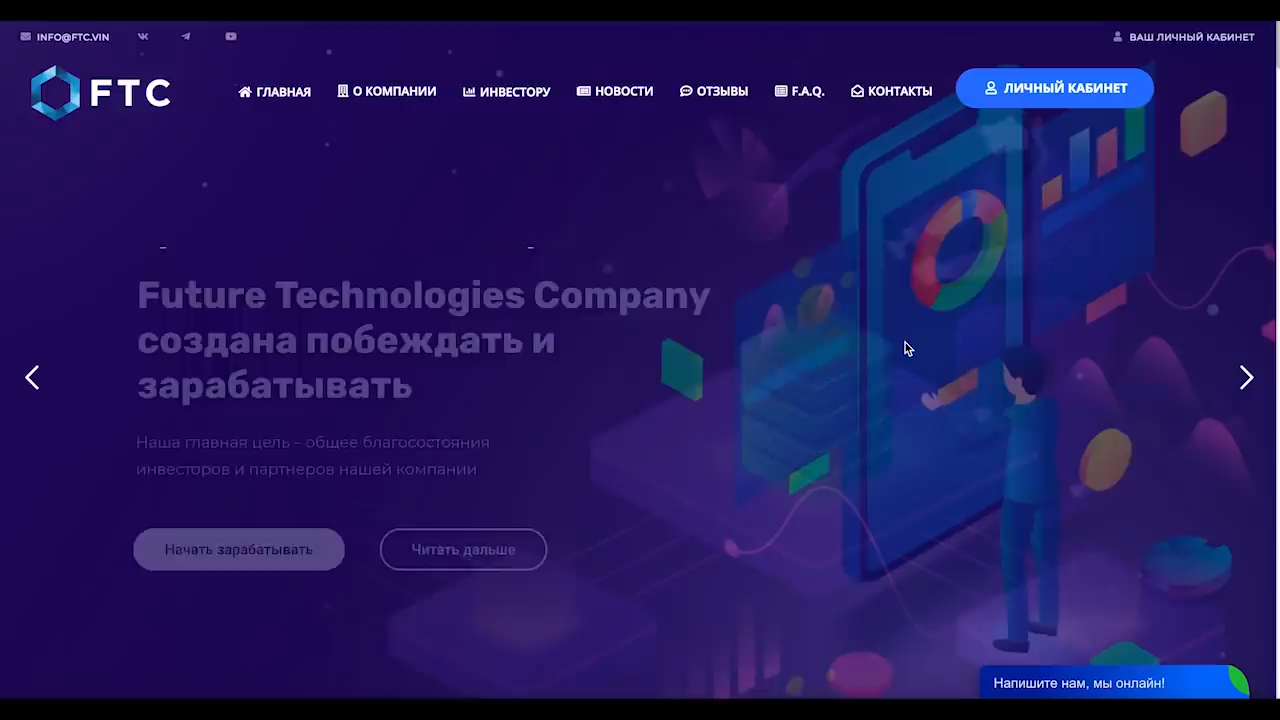 INFO@FTC.VIN
ВАШ ЛИЧНЫЙ КАБИНЕТ
FTC
ГЛАВНАЯ
О КОМПАНИИ
ИНВЕСТОРУ
НОВОСТИ
ОТЗЫВЫ
F.A.Q.
КОНТАКТЫ
ЛИЧНЫЙ КАБИНЕТ
Future Technologies Company
создана побеждать и
зарабатывать
Наша главная цель - общее благосостояния
инвесторов и партнеров нашей компании
Начать зарабатывать
Читать дальше
Напишите нам, мы онлайн!